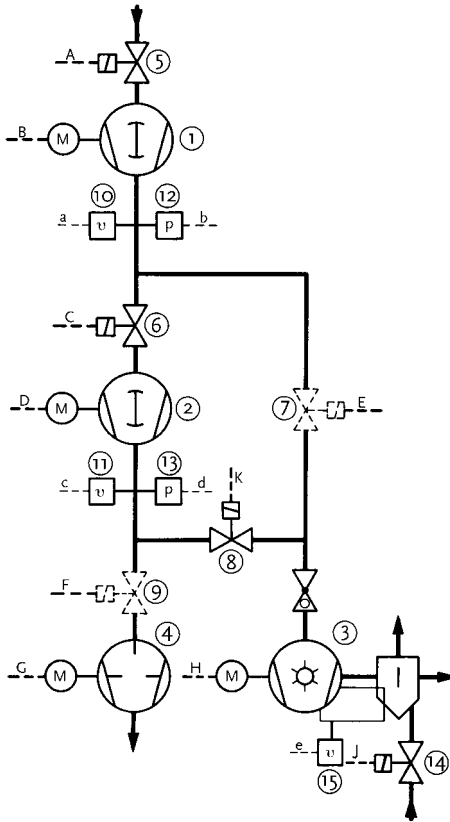 A
⑤
B
M
①
⑩
⑫
a
υ
p
b
C
⑥
D
M
②
⑦
E
⑪
⑬
c
υ
p
d
K
⑧
F
⑨
④
③
G
M
H
M
e
υ
J
⑭
⑮